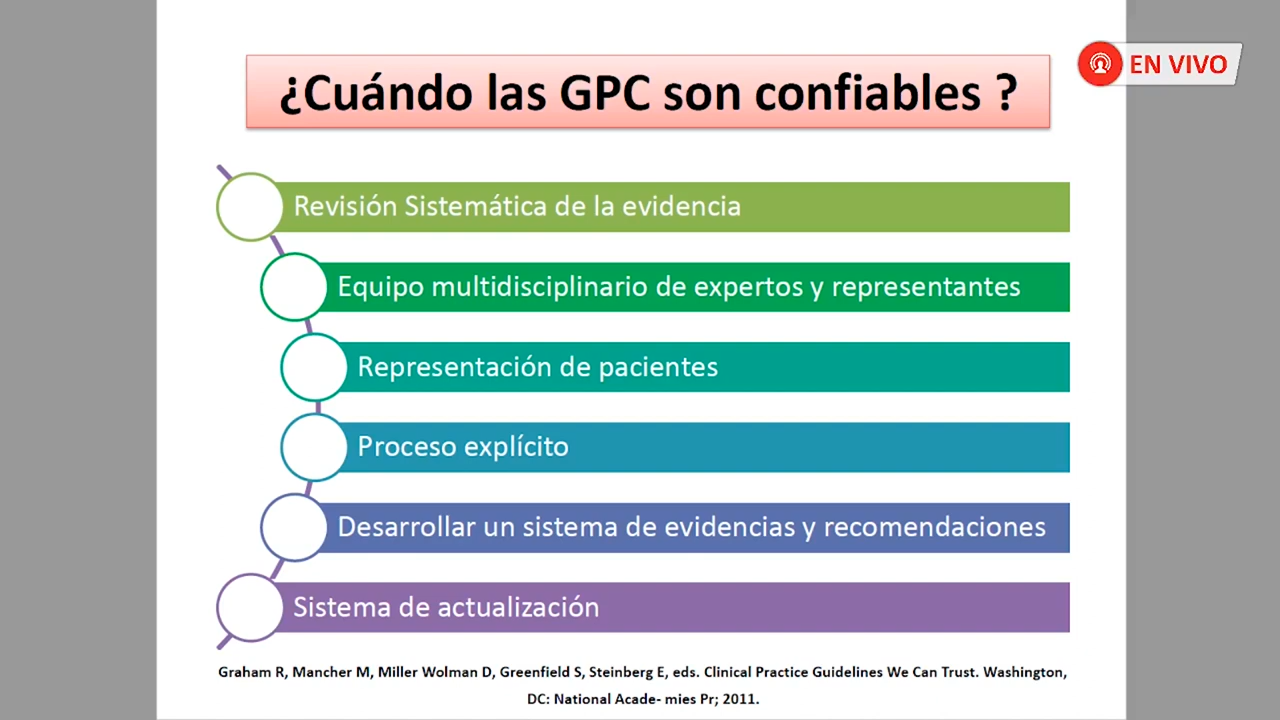 ¿Cuándo las GPC son confiables ?
EN VIVO
Revisión Sistemática de la evidencia
Equipo multidisciplinario de expertos y representantes
Representación de pacientes
Proceso explícito
Desarrollar un sistema de evidencias y recomendaciones
Sistema de actualización
Graham R, Mancher M, Miller Wolman D, Greenfield S, Steinberg E, eds. Clinical Practice Guidelines We Can Trust. Washington,
DC: National Acade- mies Pr; 2011.